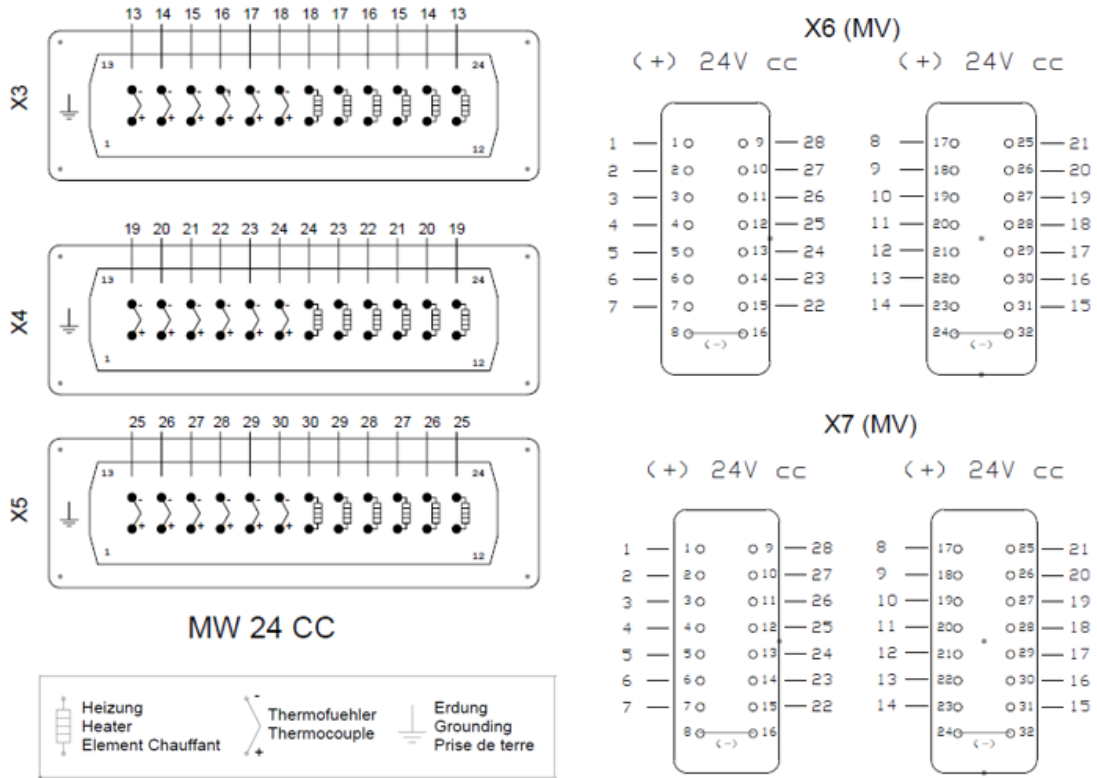 X3
13 14 15 16 17 18 18 17 16 15 14 13
13 24
- - - - - -
+ + + + + +
1 12
X4
19 20 21 22 23 24 24 23 22 21 20 19
13 24
- - - - - -
+ + + + + +
1 12
X5
25 26 27 28 29 30 30 29 28 27 26 25
13 24
- - - - - -
+ + + + + +
1 12
MW 24 CC
Heizung
Heater
Element Chauffant
-
Thermofuehler
Thermocouple
+
Erdung
Grounding
Prise de terre
X6 (MV)
(+) 24V cc (+) 24V cc
1 1 9 28 8 17 25 21
2 2 10 27 9 18 26 20
3 3 11 26 10 19 27 19
4 4 12 25 11 20 28 18
5 5 13 24 12 21 29 17
6 6 14 23 13 22 30 16
7 7 15 22 14 23 31 15
8 16 24 32
(-) (-)
X7 (MV)
(+) 24V cc (+) 24V cc
1 1 9 28 8 17 25 21
2 2 10 27 9 18 26 20
3 3 11 26 10 19 27 19
4 4 12 25 11 20 28 18
5 5 13 24 12 21 29 17
6 6 14 23 13 22 30 16
7 7 15 22 14 23 31 15
8 16 24 32
(-) (-)